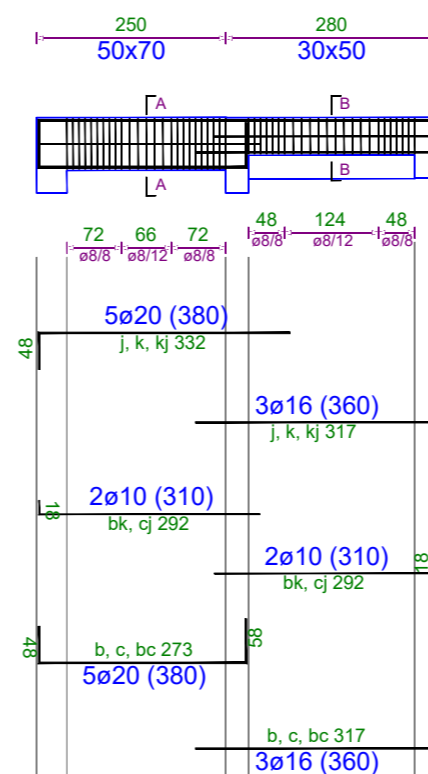 250 280
50x70 30x50
A B
A B
72 66 72 48 124 48
ø8/8 ø8/12 ø8/8 ø8/8 ø8/12 ø8/8
5ø20 (380)
48 j, k, kj 332
3ø16 (360)
j, k, kj 317
2ø10 (310)
18 bk, cj 292
2ø10 (310)
bk, cj 292 18
48 b, c, bc 273 58
5ø20 (380)
b, c, bc 317
3ø16 (360)